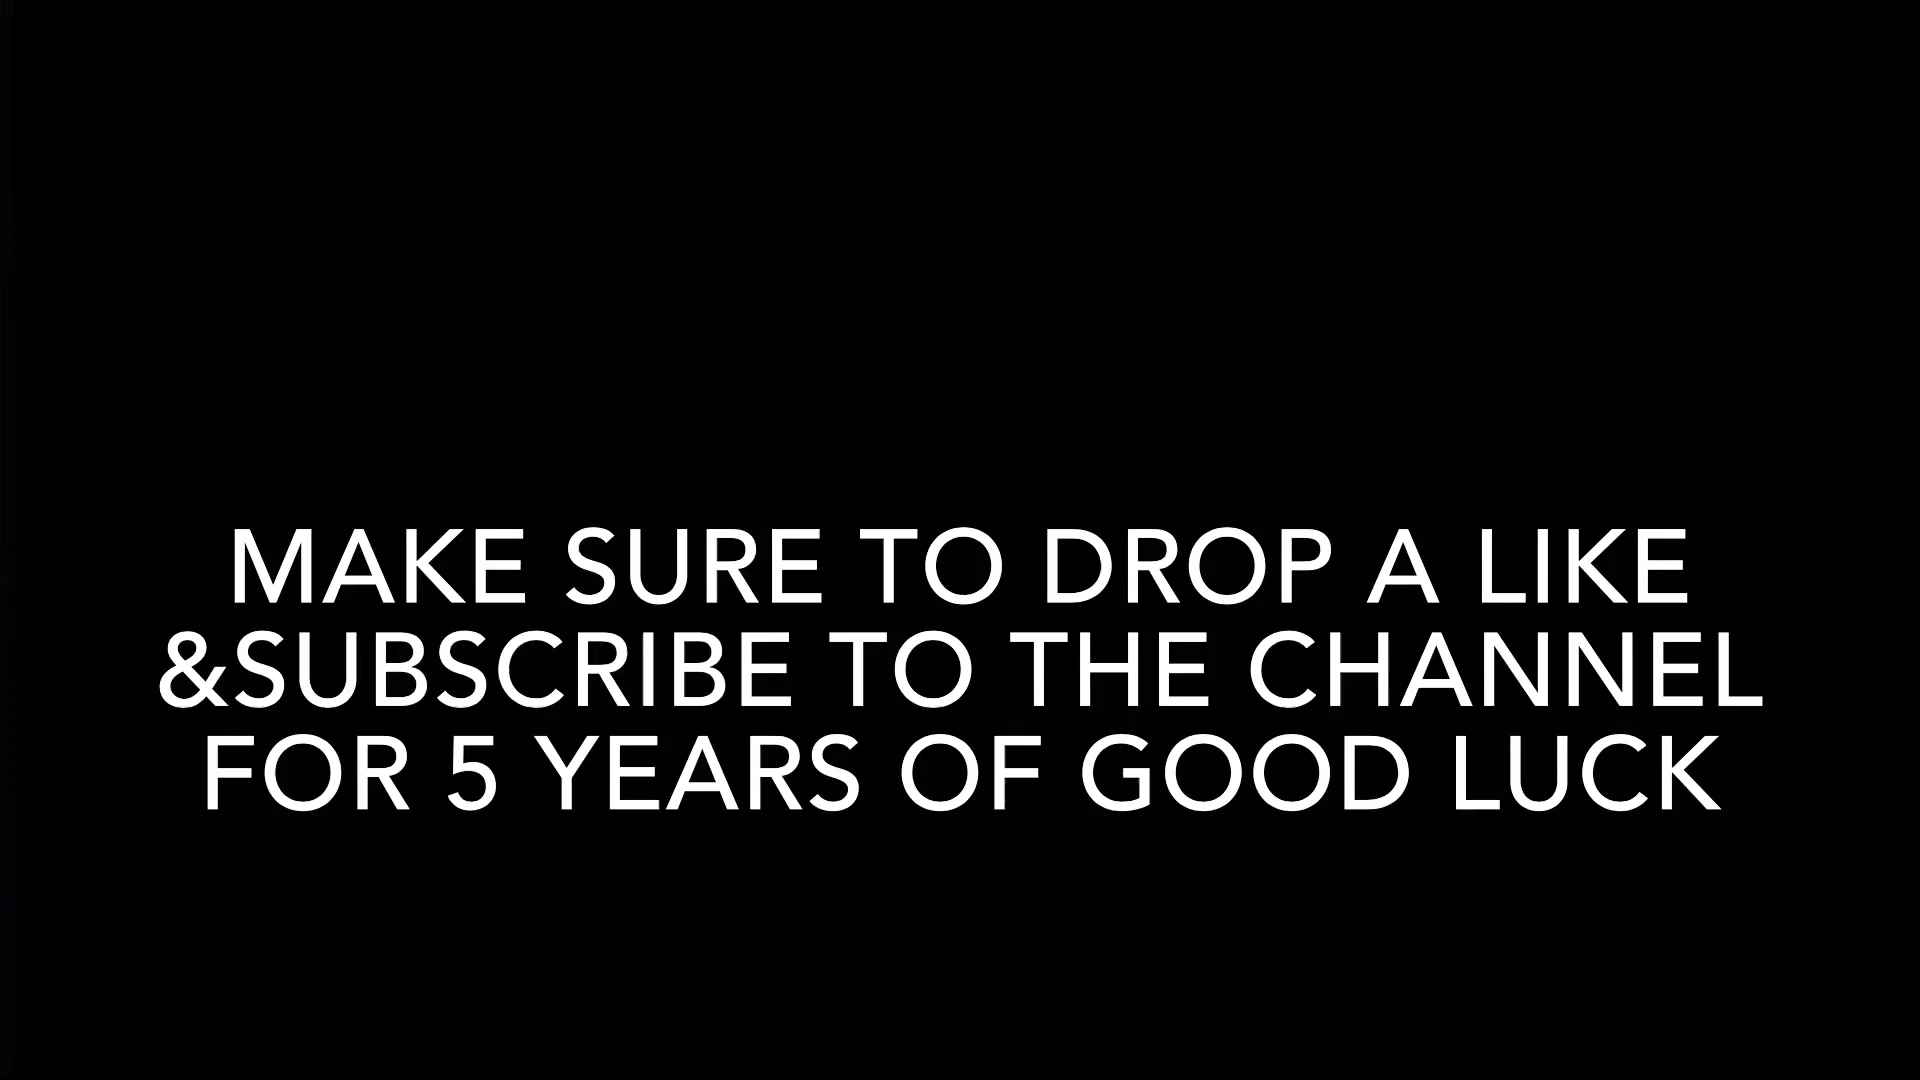 MAKE SURE TO DROP A LIKE
&SUBSCRIBE TO THE CHANNEL
FOR 5 YEARS OF GOOD LUCK